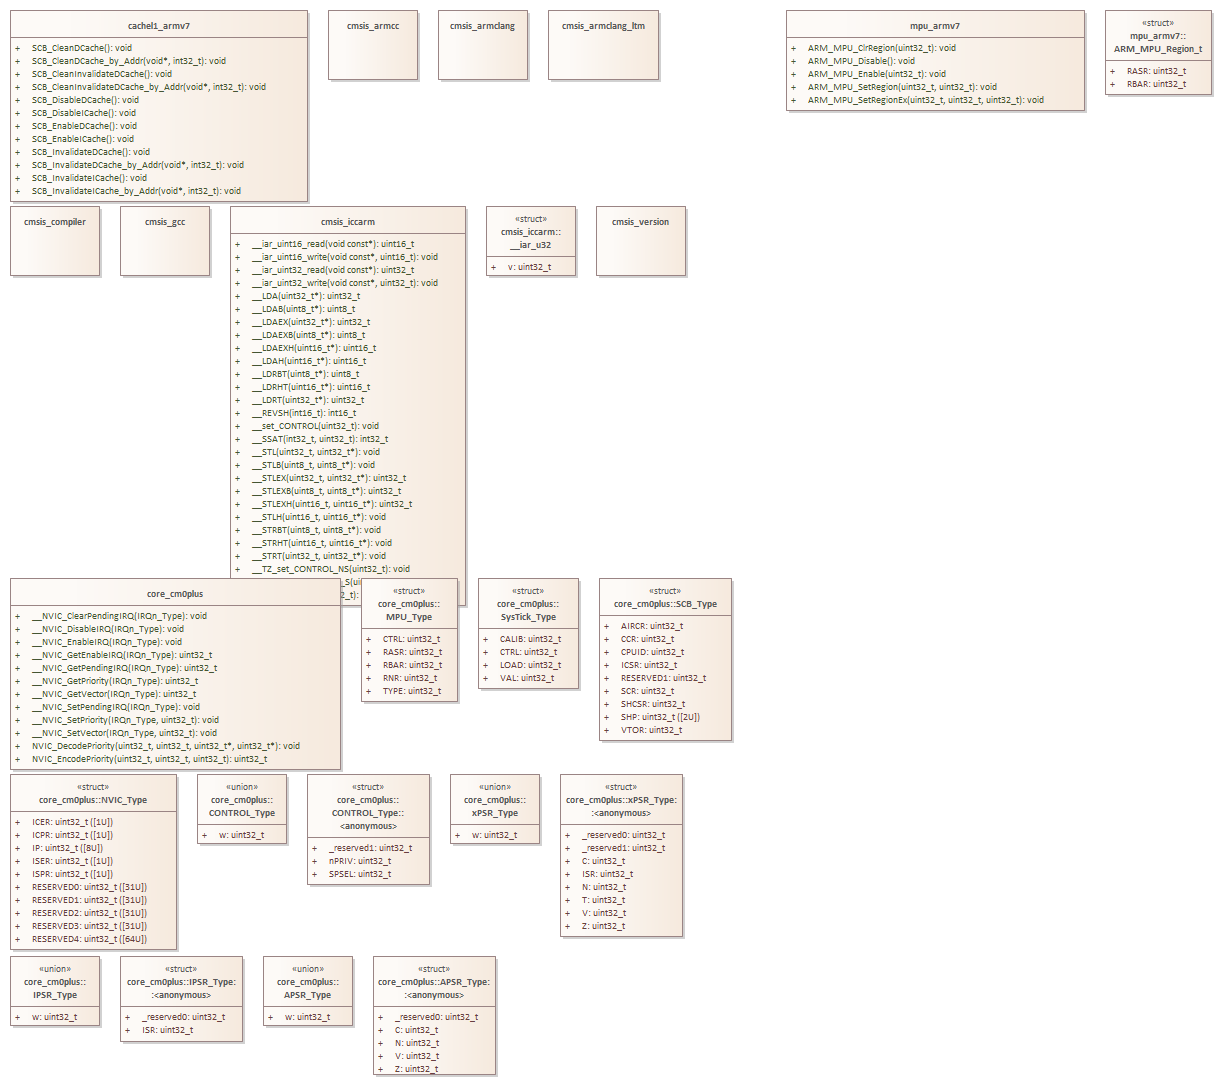 cachel1_armv7
+ SCB_CleanDCache(): void
+ SCB_CleanDCache_by_Addr(void*, int32_t): void
+ SCB_CleanInvalidateDCache(): void
+ SCB_CleanInvalidateDCache_by_Addr(void*, int32_t): void
+ SCB_DisableDCache(): void
+ SCB_DisableICache(): void
+ SCB_EnableDCache(): void
+ SCB_EnableICache(): void
+ SCB_InvalidateDCache(): void
+ SCB_InvalidateDCache_by_Addr(void*, int32_t): void
+ SCB_InvalidateICache(): void
+ SCB_InvalidateICache_by_Addr(void*, int32_t): void
cmsis_armcc
cmsis_armclang
cmsis_armclang_ltm
mpu_armv7
+ ARM_MPU_ClrRegion(uint32_t): void
+ ARM_MPU_Disable(): void
+ ARM_MPU_Enable(uint32_t): void
+ ARM_MPU_SetRegion(uint32_t, uint32_t): void
+ ARM_MPU_SetRegionEx(uint32_t, uint32_t, uint32_t): void
«struct»
mpu_armv7::
ARM_MPU_Region_t
+ RASR: uint32_t
+ RBAR: uint32_t
cmsis_compiler
cmsis_gcc
cmsis_iccarm
+ __iar_uint16_read(void const*): uint16_t
+ __iar_uint16_write(void const*, uint16_t): void
+ __iar_uint32_read(void const*): uint32_t
+ __iar_uint32_write(void const*, uint32_t): void
+ __LDA(uint32_t*): uint32_t
+ __LDAB(uint8_t*): uint8_t
+ __LDAEX(uint32_t*): uint32_t
+ __LDAEXB(uint8_t*): uint8_t
+ __LDAEXH(uint16_t*): uint16_t
+ __LDAH(uint16_t*): uint16_t
+ __LDRBT(uint8_t*): uint8_t
+ __LDRHT(uint16_t*): uint16_t
+ __LDRT(uint32_t*): uint32_t
+ __REVSH(int16_t): int16_t
+ __set_CONTROL(uint32_t): void
+ __SSAT(int32_t, uint32_t): int32_t
+ __STL(uint32_t, uint32_t*): void
+ __STLB(uint8_t, uint8_t*): void
+ __STLEX(uint32_t, uint32_t*): uint32_t
+ __STLEXB(uint8_t, uint8_t*): uint32_t
+ __STLEXH(uint16_t, uint16_t*): uint32_t
+ __STLH(uint16_t, uint16_t*): void
+ __STRBT(uint8_t, uint8_t*): void
+ __STRHT(uint16_t, uint16_t*): void
+ __STRT(uint32_t, uint32_t*): void
+ __TZ_set_CONTROL_NS(uint32_t): void
«struct»
cmsis_iccarm::
__iar_u32
+ v: uint32_t
cmsis_version
core_cm0plus
+ __NVIC_ClearPendingIRQ(IRQn_Type): void
+ __NVIC_DisableIRQ(IRQn_Type): void
+ __NVIC_EnableIRQ(IRQn_Type): void
+ __NVIC_GetEnableIRQ(IRQn_Type): uint32_t
+ __NVIC_GetPendingIRQ(IRQn_Type): uint32_t
+ __NVIC_GetPriority(IRQn_Type): uint32_t
+ __NVIC_GetVector(IRQn_Type): uint32_t
+ __NVIC_SetPendingIRQ(IRQn_Type): void
+ __NVIC_SetPriority(IRQn_Type, uint32_t): void
+ __NVIC_SetVector(IRQn_Type, uint32_t): void
+ NVIC_DecodePriority(uint32_t, uint32_t, uint32_t*, uint32_t*): void
+ NVIC_EncodePriority(uint32_t, uint32_t, uint32_t): uint32_t
«struct»
core_cm0plus::
MPU_Type
+ CTRL: uint32_t
+ RASR: uint32_t
+ RBAR: uint32_t
+ RNR: uint32_t
+ TYPE: uint32_t
«struct»
core_cm0plus::
SysTick_Type
+ CALIB: uint32_t
+ CTRL: uint32_t
+ LOAD: uint32_t
+ VAL: uint32_t
«struct»
core_cm0plus::SCB_Type
+ AIRCR: uint32_t
+ CCR: uint32_t
+ CPUID: uint32_t
+ ICSR: uint32_t
+ RESERVED1: uint32_t
+ SCR: uint32_t
+ SHCSR: uint32_t
+ SHP: uint32_t ([2U])
+ VTOR: uint32_t
«struct»
core_cm0plus::NVIC_Type
+ ICER: uint32_t ([1U])
+ ICPR: uint32_t ([1U])
+ IP: uint32_t ([8U])
+ ISER: uint32_t ([1U])
+ ISPR: uint32_t ([1U])
+ RESERVED0: uint32_t ([31U])
+ RESERVED1: uint32_t ([31U])
+ RESERVED2: uint32_t ([31U])
+ RESERVED3: uint32_t ([31U])
+ RESERVED4: uint32_t ([64U])
«union»
core_cm0plus::
CONTROL_Type
+ w: uint32_t
«struct»
core_cm0plus::
CONTROL_Type::
<anonymous>
+ _reserved1: uint32_t
+ nPRIV: uint32_t
+ SPSEL: uint32_t
«union»
core_cm0plus::
xPSR_Type
+ w: uint32_t
«struct»
core_cm0plus::xPSR_Type:
:<anonymous>
+ _reserved0: uint32_t
+ _reserved1: uint32_t
+ C: uint32_t
+ ISR: uint32_t
+ N: uint32_t
+ T: uint32_t
+ V: uint32_t
+ Z: uint32_t
«union»
core_cm0plus::
IPSR_Type
+ w: uint32_t
«struct»
core_cm0plus::IPSR_Type:
:<anonymous>
+ _reserved0: uint32_t
+ ISR: uint32_t
«union»
core_cm0plus::
APSR_Type
+ w: uint32_t
«struct»
core_cm0plus::APSR_Type:
:<anonymous>
+ _reserved0: uint32_t
+ C: uint32_t
+ N: uint32_t
+ V: uint32_t
+ Z: uint32_t